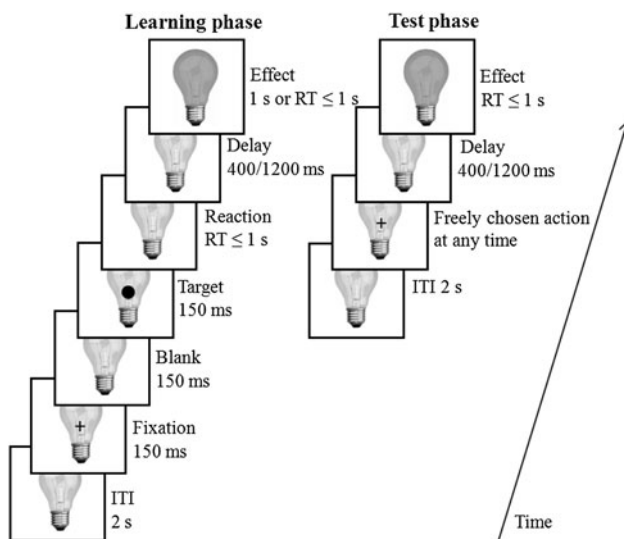 Learning phase
Effect
1 s or RT ≤ 1 s
Delay
400/1200 ms
Reaction
RT ≤ 1 s
Target
150 ms
Blank
150 ms
+
Fixation
150 ms
ITI
2 s
Test phase
Effect
RT ≤ 1 s
Delay
400/1200 ms
+
Freely chosen action
at any time
ITI 2 s
Time